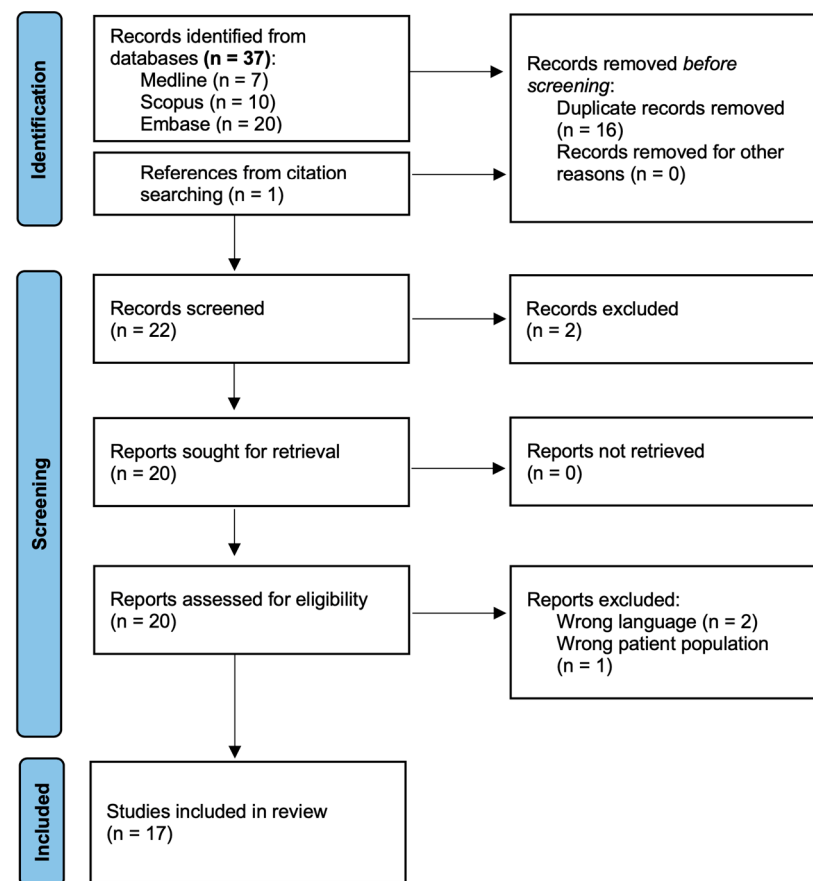 Identification
Records identified from
databases (n = 37):
Medline (n = 7)
Scopus (n = 10)
Embase (n = 20)
Records removed before
screening:
Duplicate records removed
(n = 16)
Records removed for other
reasons (n = 0)
References from citation
searching (n = 1)
Screening
Records screened
(n = 22)
Records excluded
(n = 2)
Reports sought for retrieval
(n = 20)
Reports not retrieved
(n = 0)
Reports assessed for eligibility
(n = 20)
Reports excluded:
Wrong language (n = 2)
Wrong patient population
(n = 1)
Included
Studies included in review
(n = 17)